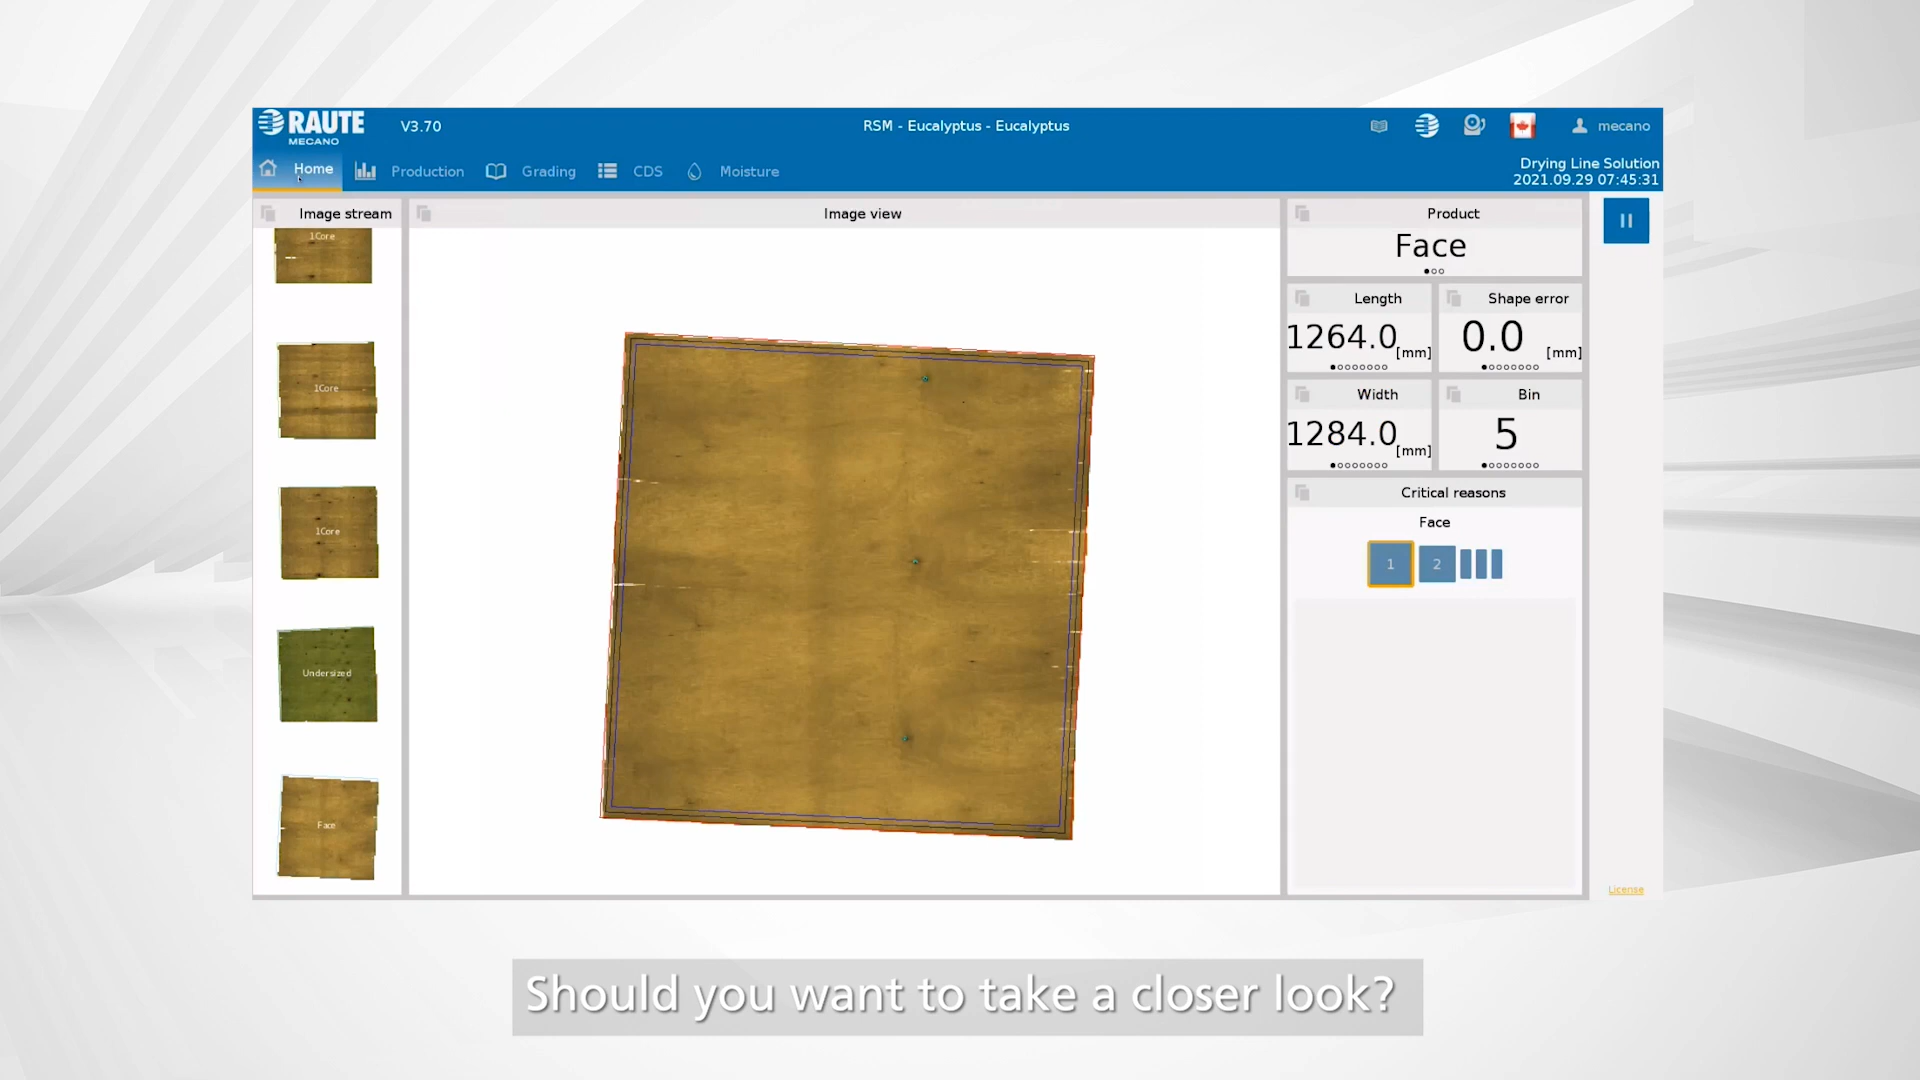 RAUTE
MECANO
V3.70
RSM - Eucalyptus - Eucalyptus
mecano
Home
Production
Grading
CDS
Moisture
Drying Line Solution
2021.09.29 07:45:31
Image stream
1Core
1Core
1Core
Undersized
Face
Image view
Product
Face
Length
1264.0 [mm]
Shape error
0.0 [mm]
Width
1284.0 [mm]
Bin
5
Critical reasons
Face
1
2
License
Should you want to take a closer look?